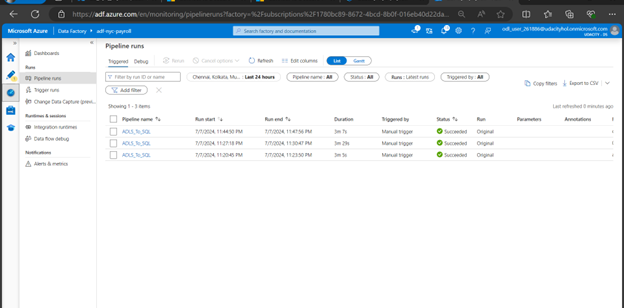 https://adf.azure.com/en/monitoring/pipelineruns?factory=%2Fsubscriptions%2F1780bc89-8672-4bcd-8b0f-016eb40d22da...
Microsoft Azure | Data Factory ▸ adf-nyc-payroll
Search factory and documentation
UDACITY - 95
Dashboards
Runs
Pipeline runs
Trigger runs
Change Data Capture (previ...
Runtimes & sessions
Integration runtimes
Data flow debug
Notifications
Alerts & metrics
Pipeline runs
Triggered Debug
Rerun Cancel options Refresh Edit columns List Gantt
Filter by run ID or name Chennai, Kolkata, Mu... : Last 24 hours Pipeline name : All Status : All Runs : Latest runs Triggered by : All
Add filter
Copy filters Export to CSV
Showing 1 - 3 items
Last refreshed 0 minutes ago
Pipeline name Run start Run end Duration Triggered by Status Run Parameters Annotations
ADLS_To_SQL 7/7/2024, 11:44:50 PM 7/7/2024, 11:47:56 PM 3m 7s Manual trigger Succeeded Original
ADLS_To_SQL 7/7/2024, 11:27:18 PM 7/7/2024, 11:30:47 PM 3m 29s Manual trigger Succeeded Original
ADLS_To_SQL 7/7/2024, 11:20:45 PM 7/7/2024, 11:23:50 PM 3m 5s Manual trigger Succeeded Original